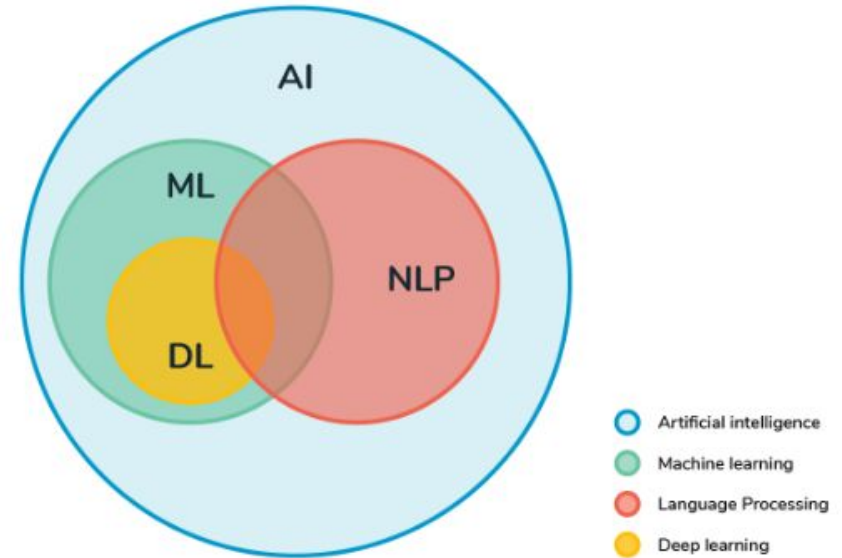 AI
ML
NLP
DL
Artificial intelligence
Machine learning
Language Processing
Deep learning